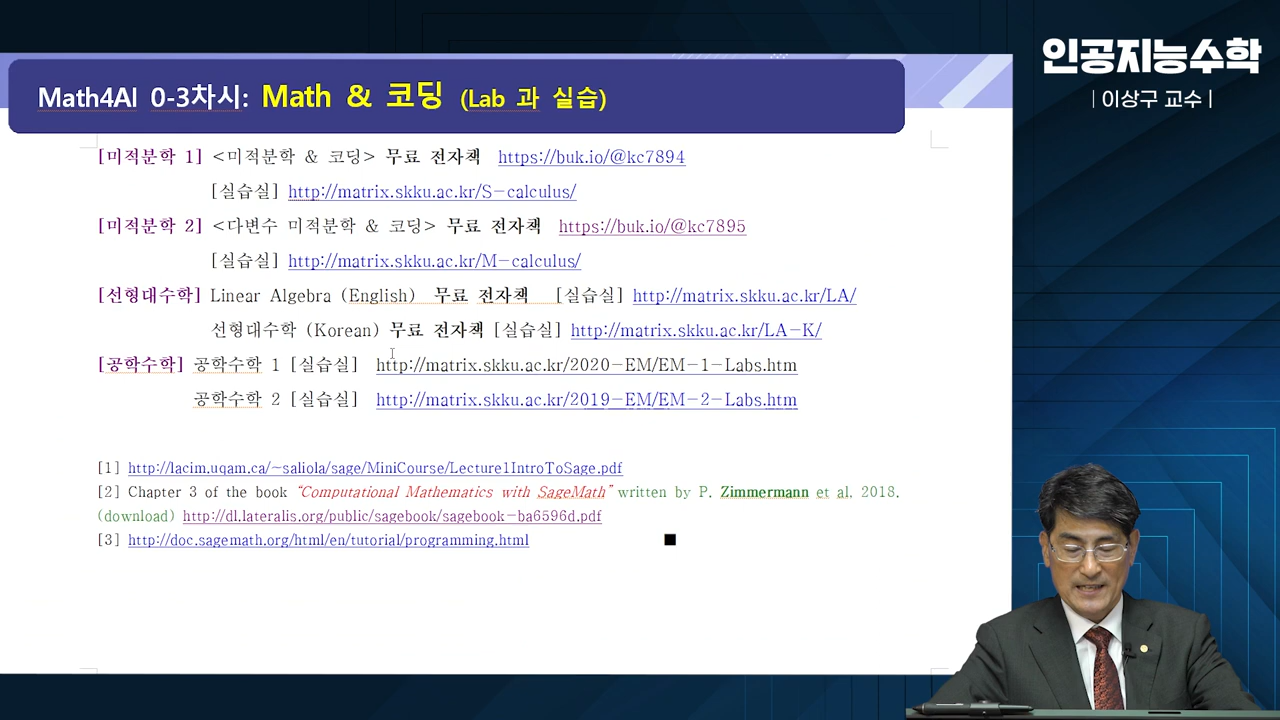 인공지능수학
| 이상구 교수 |
Math4AI 0-3차시: Math & 코딩 (Lab 과 실습)
[미적분학 1] <미적분학 & 코딩> 무료 전자책 https://buk.io/@kc7894
[실습실] http://matrix.skku.ac.kr/S-calculus/
[미적분학 2] <다변수 미적분학 & 코딩> 무료 전자책 https://buk.io/@kc7895
[실습실] http://matrix.skku.ac.kr/M-calculus/
[선형대수학] Linear Algebra (English) 무료 전자책 [실습실] http://matrix.skku.ac.kr/LA/
선형대수학 (Korean) 무료 전자책 [실습실] http://matrix.skku.ac.kr/LA-K/
[공학수학] 공학수학 1 [실습실] http://matrix.skku.ac.kr/2020-EM/EM-1-Labs.htm
공학수학 2 [실습실] http://matrix.skku.ac.kr/2019-EM/EM-2-Labs.htm
[1] http://lacim.uqam.ca/~saliola/sage/MiniCourse/Lecture1IntroToSage.pdf
[2] Chapter 3 of the book “Computational Mathematics with SageMath” written by P. Zimmermann et al. 2018.
(download) http://dl.lateralis.org/public/sagebook/sagebook-ba6596d.pdf
[3] http://doc.sagemath.org/html/en/tutorial/programming.html ■